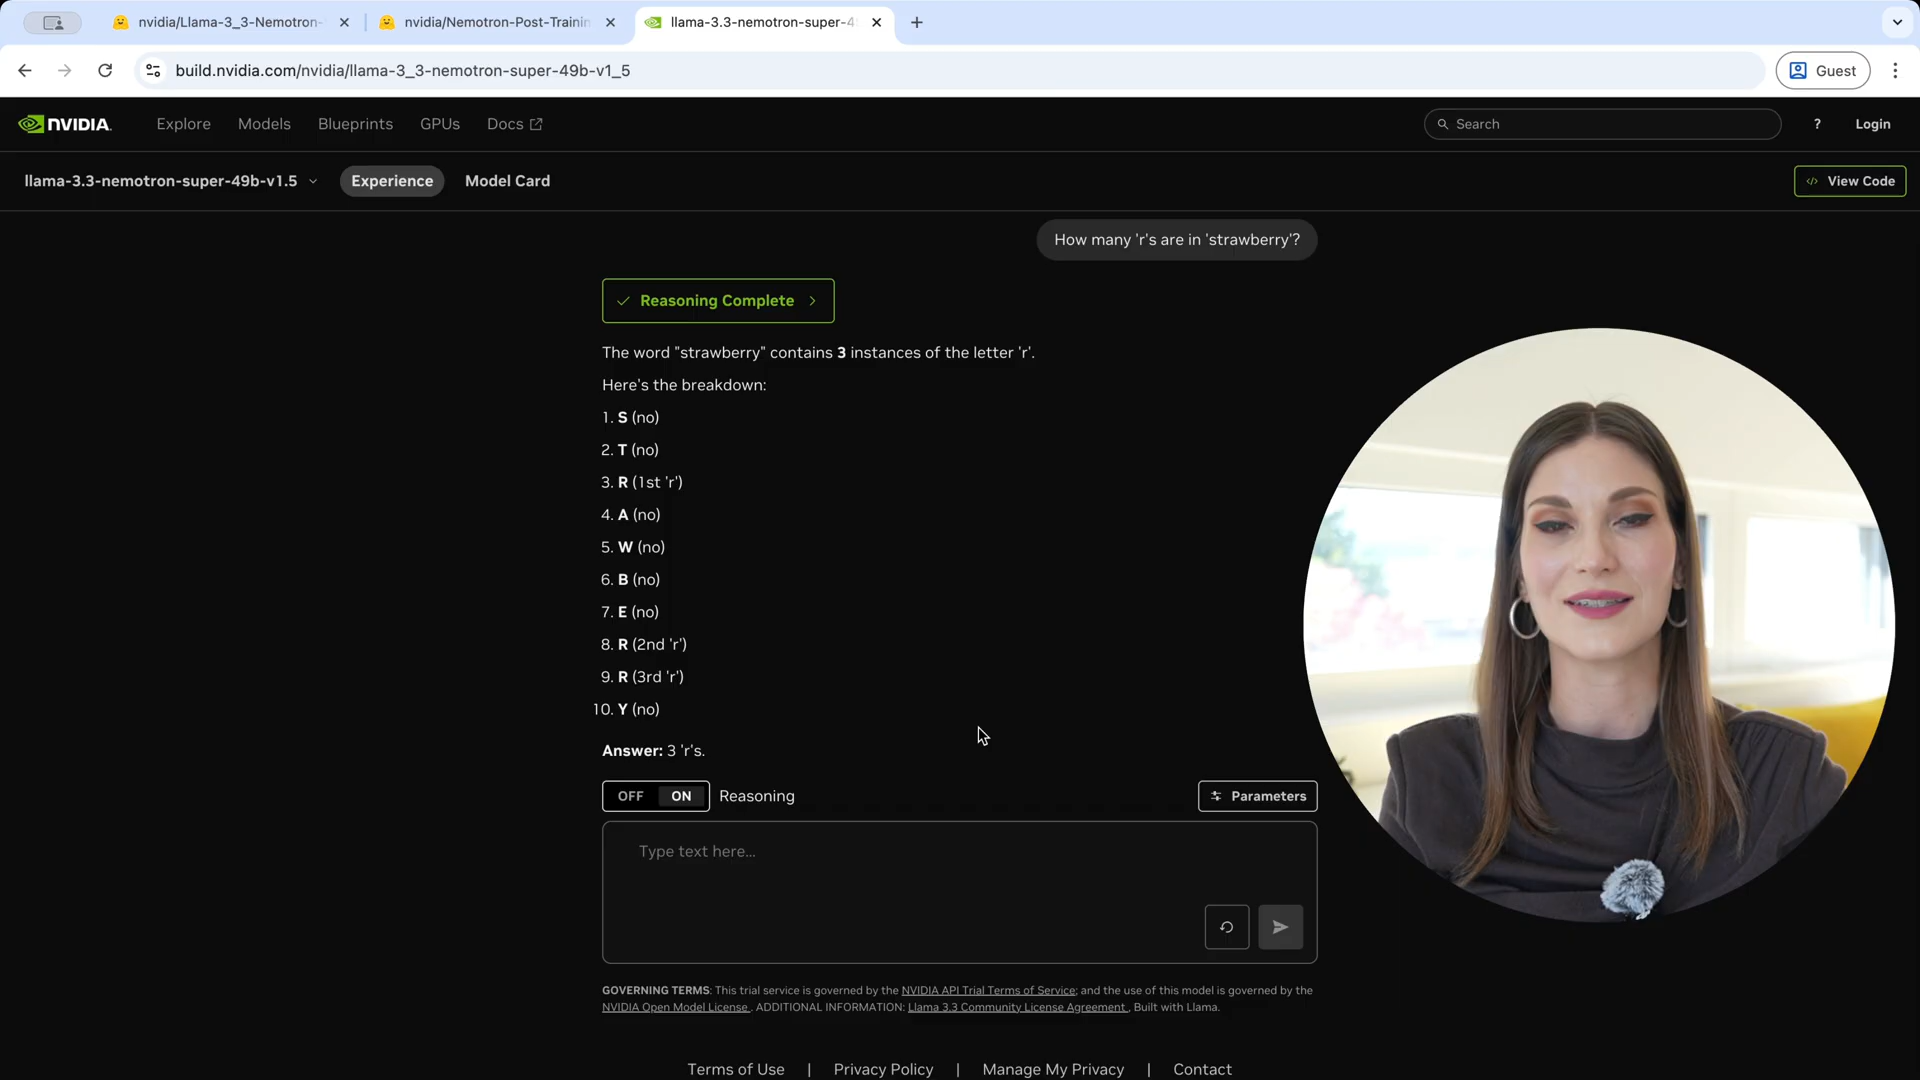 nvidia/Llama-3_3-Nemotron-
nvidia/Nemotron-Post-Trainin
llama-3.3-nemotron-super-4
build.nvidia.com/nvidia/llama-3_3-nemotron-super-49b-v1_5
Guest
NVIDIA.
Explore
Models
Blueprints
GPUs
Docs
Search
?
Login
llama-3.3-nemotron-super-49b-v1.5
Experience
Model Card
View Code
How many 'r's are in 'strawberry'?
Reasoning Complete
The word "strawberry" contains 3 instances of the letter 'r'.
Here's the breakdown:
1. S (no)
2. T (no)
3. R (1st 'r')
4. A (no)
5. W (no)
6. B (no)
7. E (no)
8. R (2nd 'r')
9. R (3rd 'r')
10. Y (no)
Answer: 3 'r's.
OFF ON Reasoning
Parameters
Type text here...
GOVERNING TERMS: This trial service is governed by the NVIDIA API Trial Terms of Service; and the use of this model is governed by the
NVIDIA Open Model License. ADDITIONAL INFORMATION: Llama 3.3 Community License Agreement, Built with Llama.
Terms of Use | Privacy Policy | Manage My Privacy | Contact